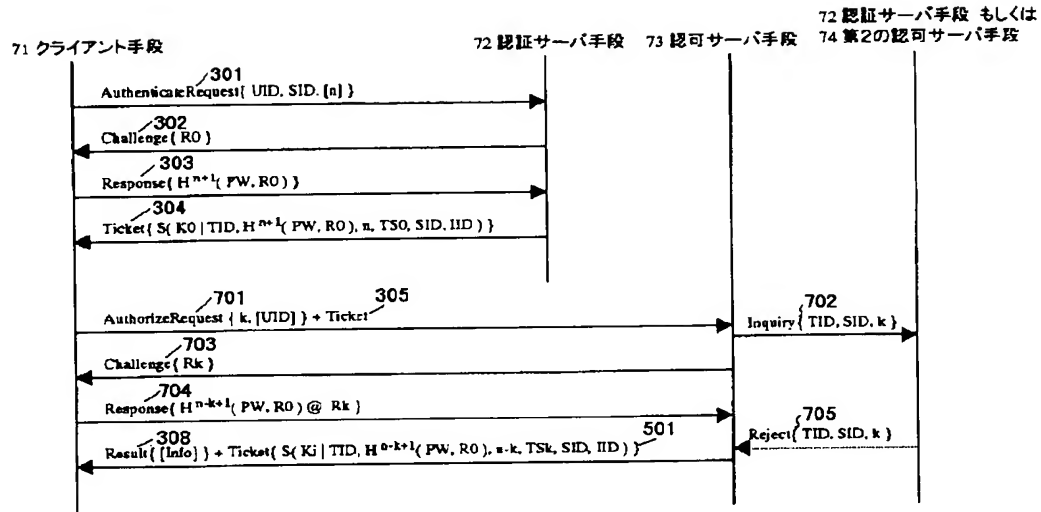 72 認証サーバ手段 もしくは
71 クライアント手段 72 認証サーバ手段 73 認可サーバ手段 74 第2の認可サーバ手段
301
AuthenticateRequest{ UID, SID. [n] }
302
Challenge{ R0 }
303
Response{ H^n+1( PW, R0 ) }
304
Ticket{ S( K0 | TID, H^n+1( PW, R0 ), n, TS0, SID, IID ) }
701 305 702
AuthorizeRequest { k, [UID] } + Ticket Inquiry{ TID, SID, k }
703
Challenge{ Rk }
704
Response{ H^n-k+1( PW, R0 ) @ Rk } 705
308 501 Reject{ TID, SID, k }
Result{ [Info] } + Ticket{ S( Kj | TID, H^n-k+1( PW, R0 ), n-k, TSk, SID, IID ) }